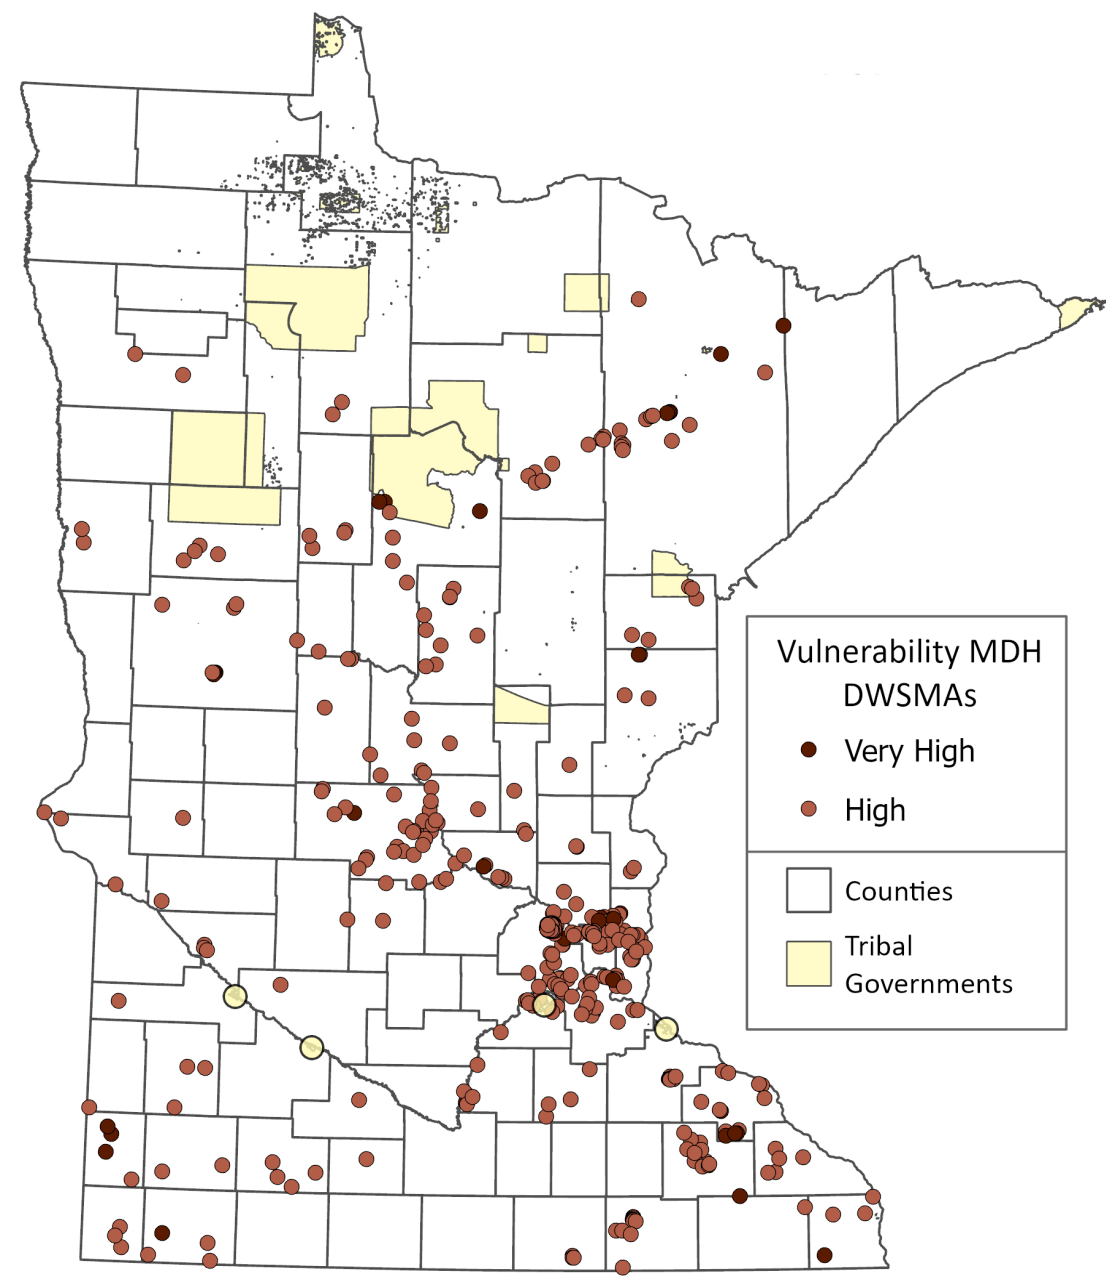 Vulnerability MDH
DWSMAs
Very High
High
Counties
Tribal
Governments